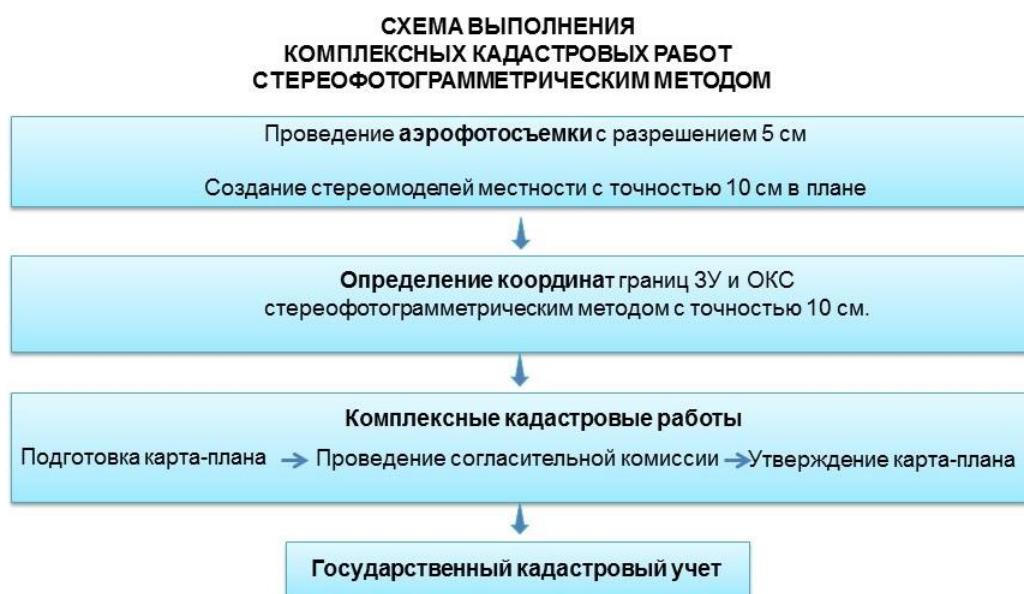 СХЕМА ВЫПОЛНЕНИЯ
КОМПЛЕКСНЫХ КАДАСТРОВЫХ РАБОТ
СТЕРЕОФОТОГРАММЕТРИЧЕСКИМ МЕТОДОМ
Проведение аэрофотосъемки с разрешением 5 см
Создание стереомоделей местности с точностью 10 см в плане
Определение координат границ ЗУ и ОКС
стереофотограмметрическим методом с точностью 10 см.
Комплексные кадастровые работы
Подготовка карта-плана → Проведение согласительной комиссии → Утверждение карта-плана
Государственный кадастровый учет